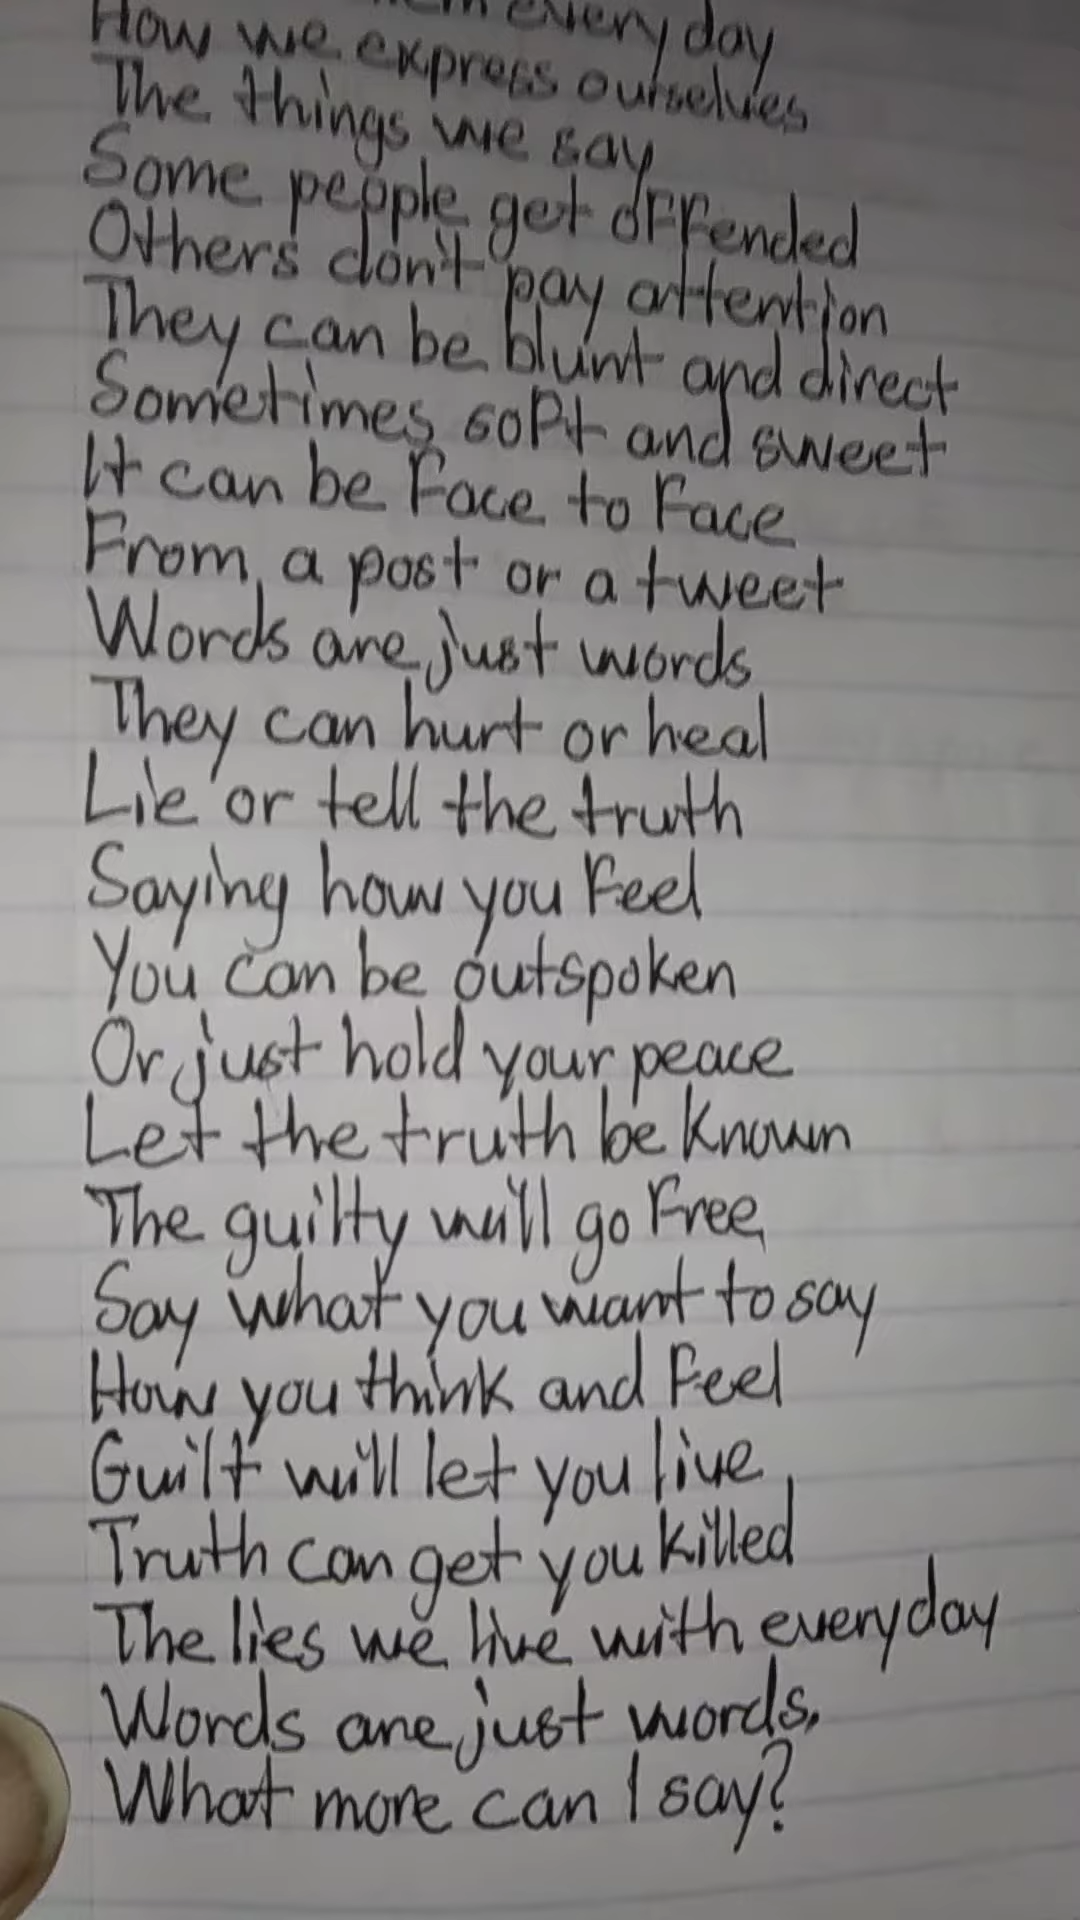 everyday
How we express ourselves
The things we say
Some people get offended
Others don't pay attention
They can be blunt and direct
Sometimes soft and sweet
It can be face to face
From a post or a tweet
Words are just words
They can hurt or heal
Lie or tell the truth
Saying how you feel
You can be outspoken
Or just hold your peace
Let the truth be known
The guilty will go free
Say what you want to say
How you think and feel
Guilt will let you live
Truth can get you killed
The lies we live with everyday
Words are just words,
What more can I say?